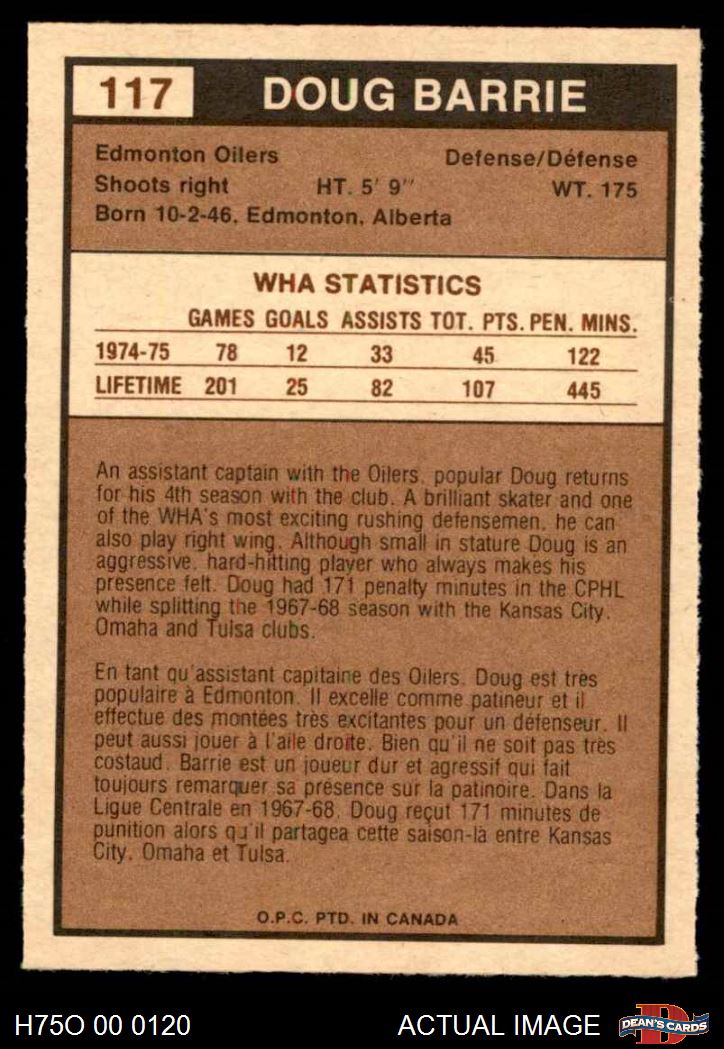 117 DOUG BARRIE
Edmonton Oilers Defense/Défense
Shoots right HT. 5' 9'' WT. 175
Born 10-2-46, Edmonton, Alberta
WHA STATISTICS
GAMES GOALS ASSISTS TOT. PTS. PEN. MINS.
1974-75 78 12 33 45 122
LIFETIME 201 25 82 107 445
An assistant captain with the Oilers, popular Doug returns
for his 4th season with the club. A brilliant skater and one
of the WHA's most exciting rushing defensemen, he can
also play right wing. Although small in stature Doug is an
aggressive, hard-hitting player who always makes his
presence felt. Doug had 171 penalty minutes in the CPHL
while splitting the 1967-68 season with the Kansas City,
Omaha and Tulsa clubs.
En tant qu'assistant capitaine des Oilers, Doug est très
populaire à Edmonton. Il excelle comme patineur et il
effectue des montées très excitantes pour un défenseur. Il
peut aussi jouer à l'aile droite. Bien qu'il ne soit pas très
costaud, Barrie est un joueur dur et agressif qui fait
toujours remarquer sa présence sur la patinoire. Dans la
Ligue Centrale en 1967-68, Doug reçut 171 minutes de
punition alors qu'il partagea cette saison-là entre Kansas
City, Omaha et Tulsa.
O.P.C. PTD. IN CANADA
H75O 00 0120 ACTUAL IMAGE D DEAN'S CARDS